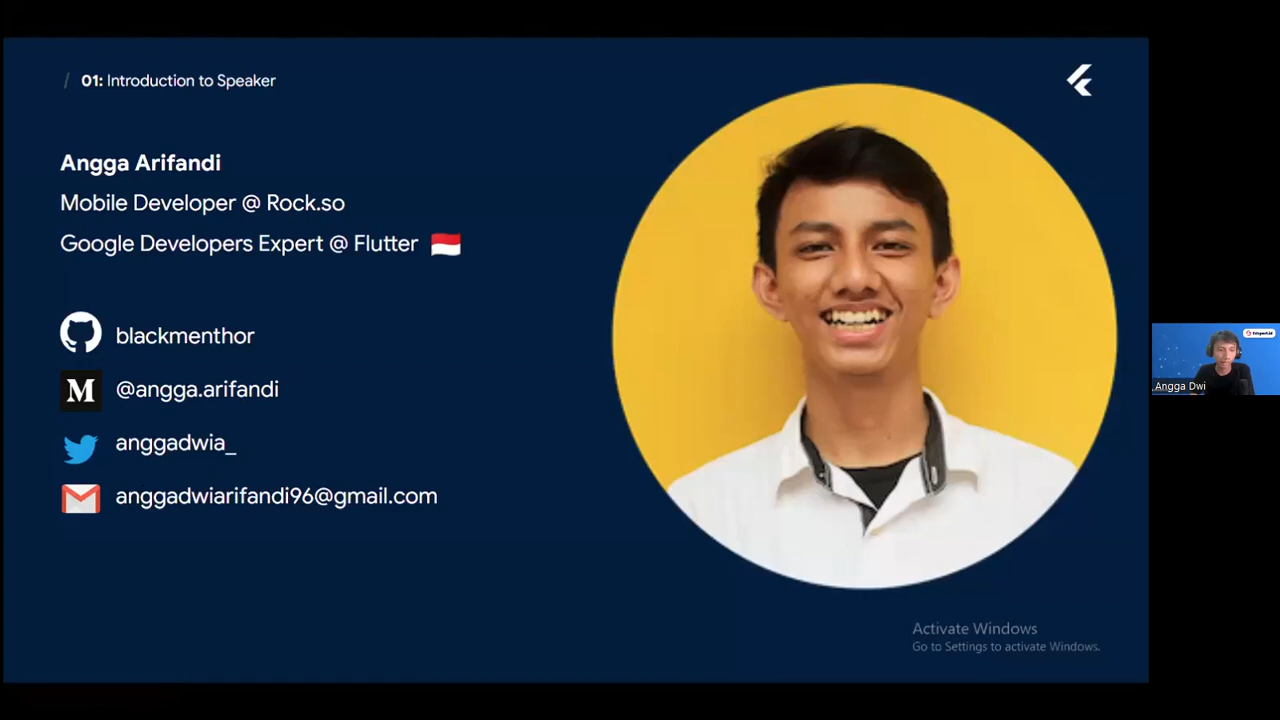 / 01: Introduction to Speaker
Angga Arifandi
Mobile Developer @ Rock.so
Google Developers Expert @ Flutter
blackmenthor
M @angga.arifandi
anggadwia_
anggadwiarifandi96@gmail.com
Activate Windows
Go to Settings to activate Windows.
Angga Dwi